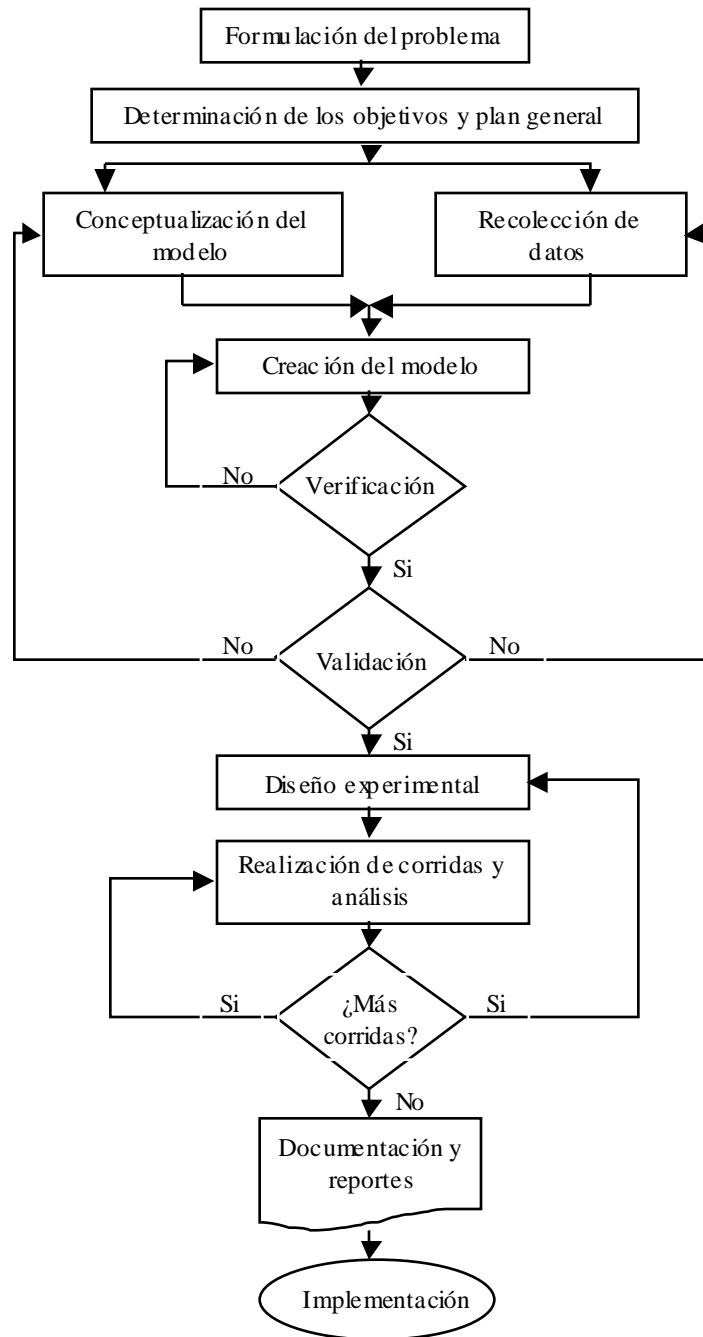 Formulación del problema
Determinación de los objetivos y plan general
Conceptualización del
modelo
Recolección de
datos
Creación del modelo
No
Verificación
Si
No
Validación
No
Si
Diseño experimental
Realización de corridas y
análisis
Si
¿Más
corridas?
Si
No
Documentación y
reportes
Implementación